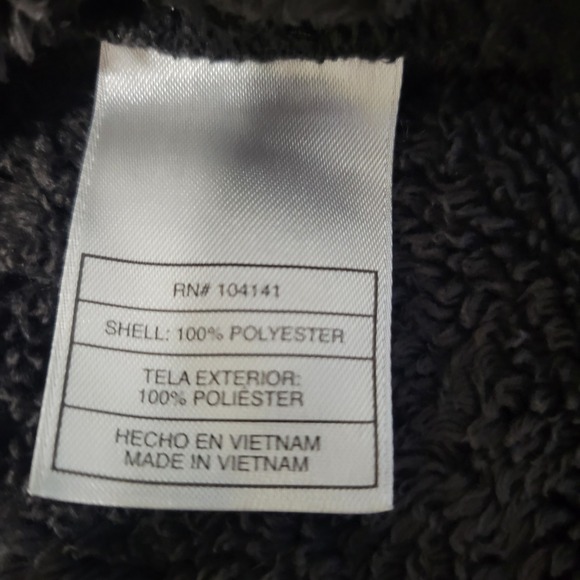 RN# 104141
SHELL: 100% POLYESTER
TELA EXTERIOR:
100% POLIÉSTER
HECHO EN VIETNAM
MADE IN VIETNAM